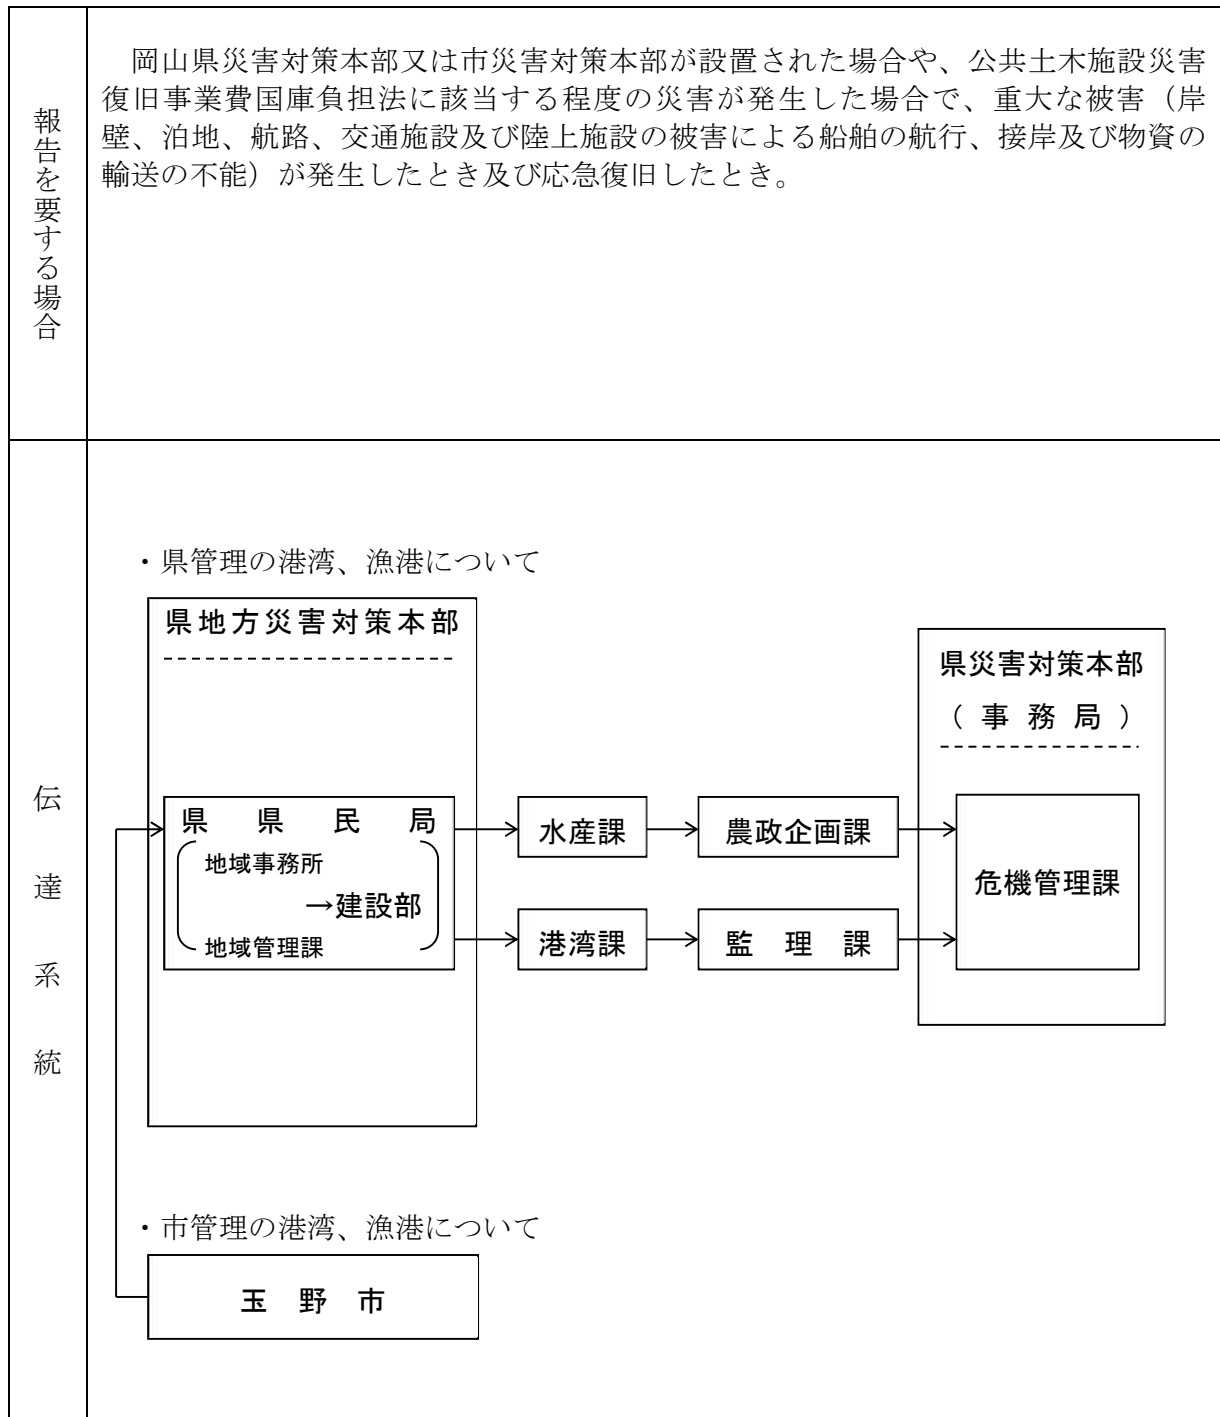 報告を要する場合
岡山県災害対策本部又は市災害対策本部が設置された場合や、公共土木施設災害
復旧事業費国庫負担法に該当する程度の災害が発生した場合で、重大な被害（岸
壁、泊地、航路、交通施設及び陸上施設の被害による船舶の航行、接岸及び物資の
輸送の不能）が発生したとき及び応急復旧したとき。
伝達系統
・県管理の港湾、漁港について
県地方災害対策本部
県県民局
地域事務所
→建設部
地域管理課
水産課
農政企画課
港湾課
監理課
県災害対策本部
（事務局）
危機管理課
・市管理の港湾、漁港について
玉野市